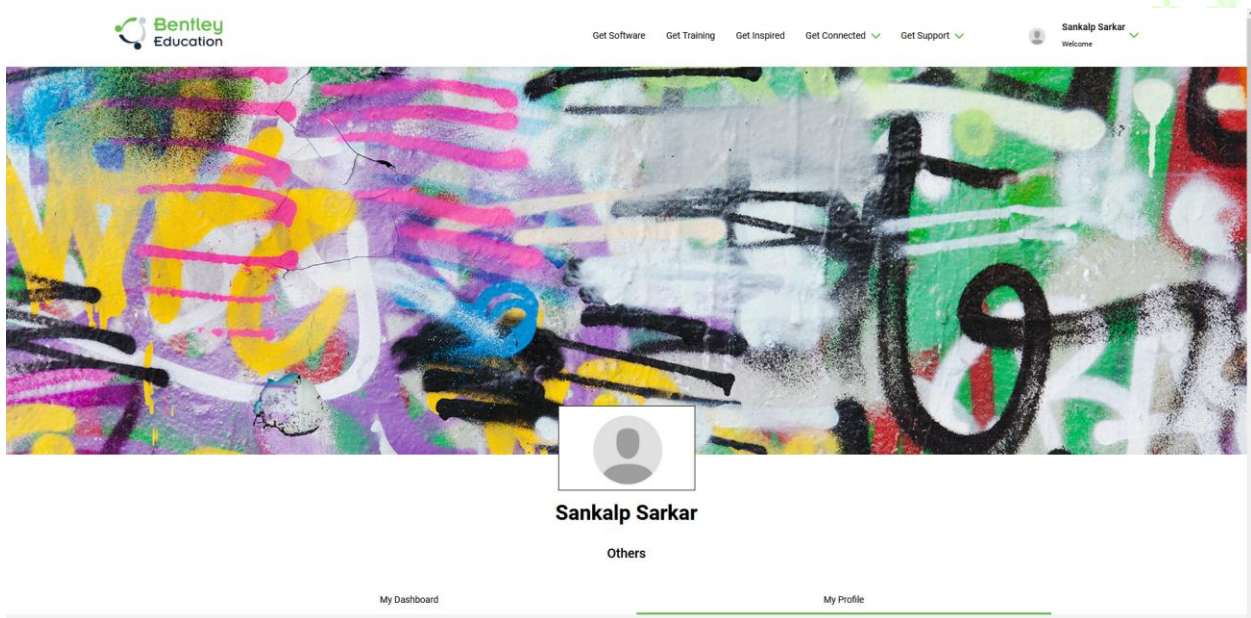 Bentley
Education
Get Software Get Training Get Inspired Get Connected Get Support
Sankalp Sarkar
Welcome
Sankalp Sarkar
Others
My Dashboard My Profile